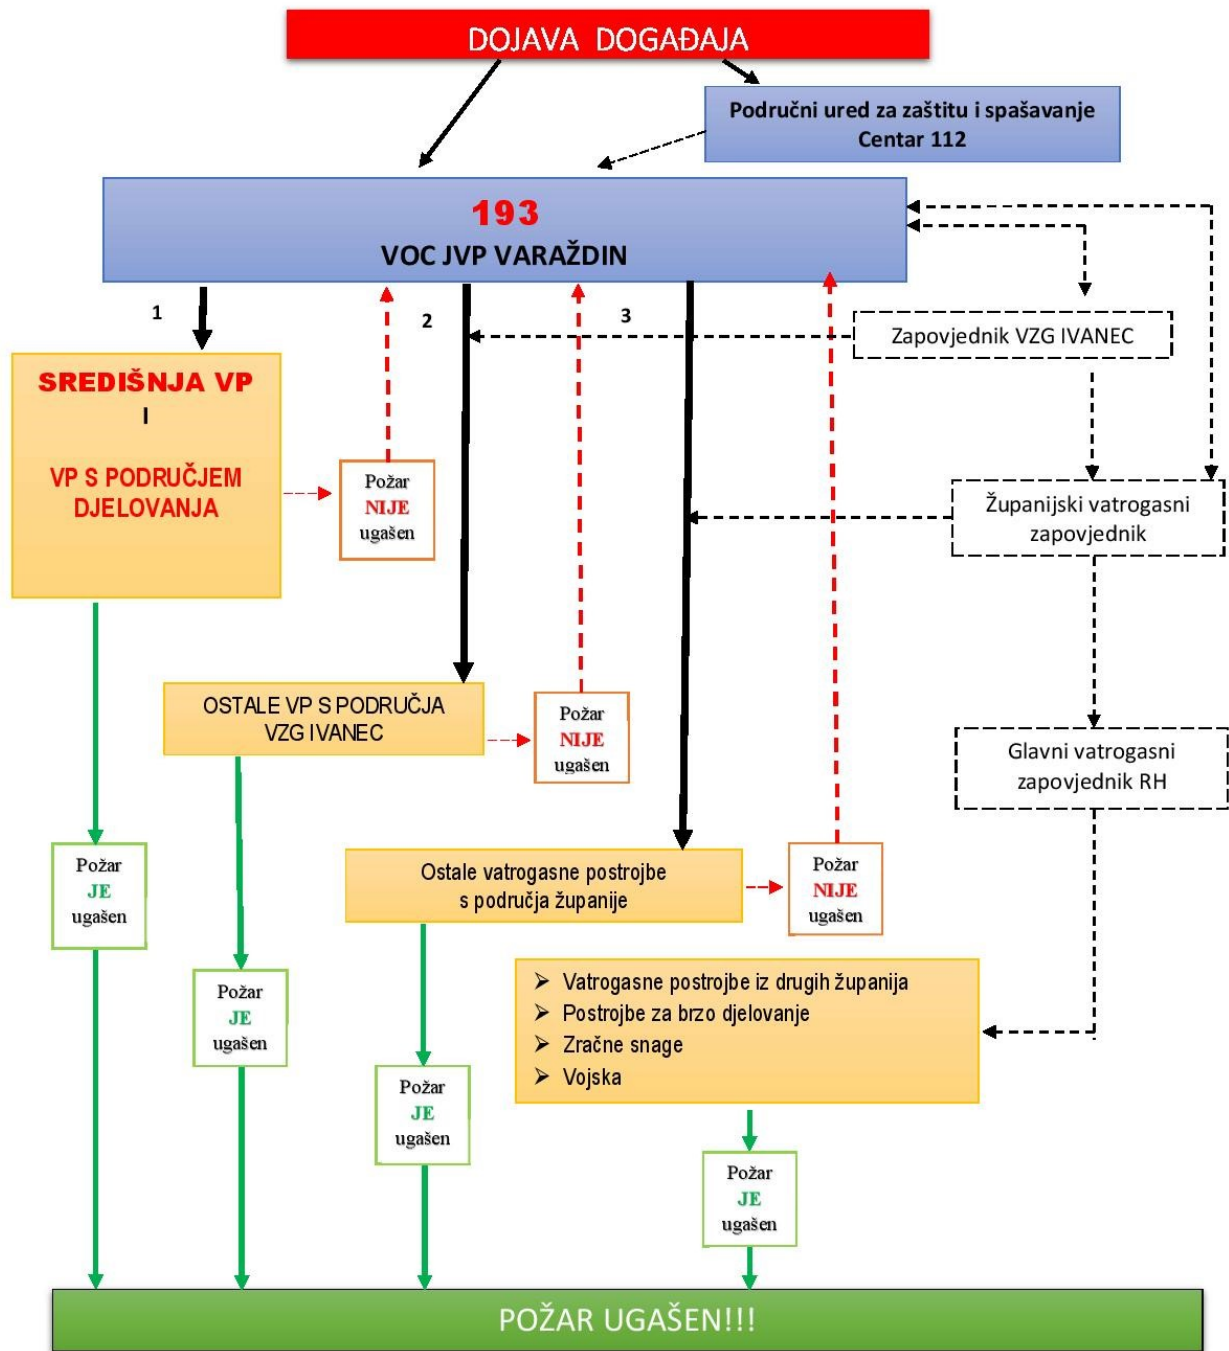 DOJAVA DOGAĐAJA
Područni ured za zaštitu i spašavanje
Centar 112
193
VOC JVP VARAŽDIN
1
2
3
Zapovjednik VZG IVANEC
SREDIŠNJA VP
I
VP S PODRUČJEM
DJELOVANJA
Požar
NIJE
ugašen
Županijski vatrogasni
zapovjednik
OSTALE VP S PODRUČJA
VZG IVANEC
Požar
NIJE
ugašen
Glavni vatrogasni
zapovjednik RH
Požar
JE
ugašen
Ostale vatrogasne postrojbe
s područja županije
Požar
NIJE
ugašen
Požar
JE
ugašen
➢ Vatrogasne postrojbe iz drugih županija
➢ Postrojbe za brzo djelovanje
➢ Zračne snage
➢ Vojska
Požar
JE
ugašen
Požar
JE
ugašen
POŽAR UGAŠEN!!!